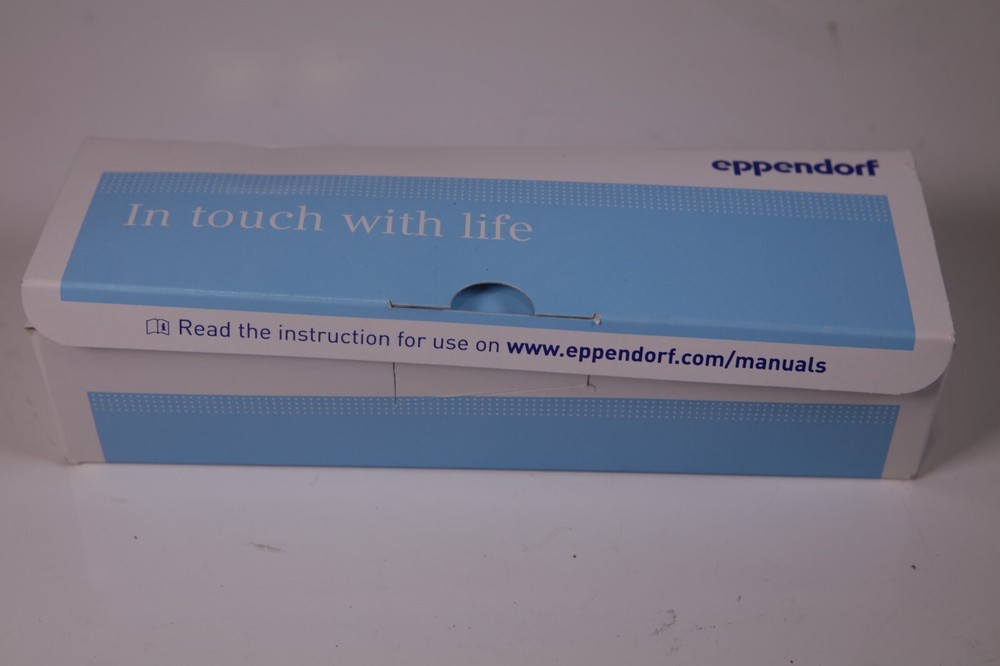 eppendorf
In touch with life
Read the instruction for use on www.eppendorf.com/manuals